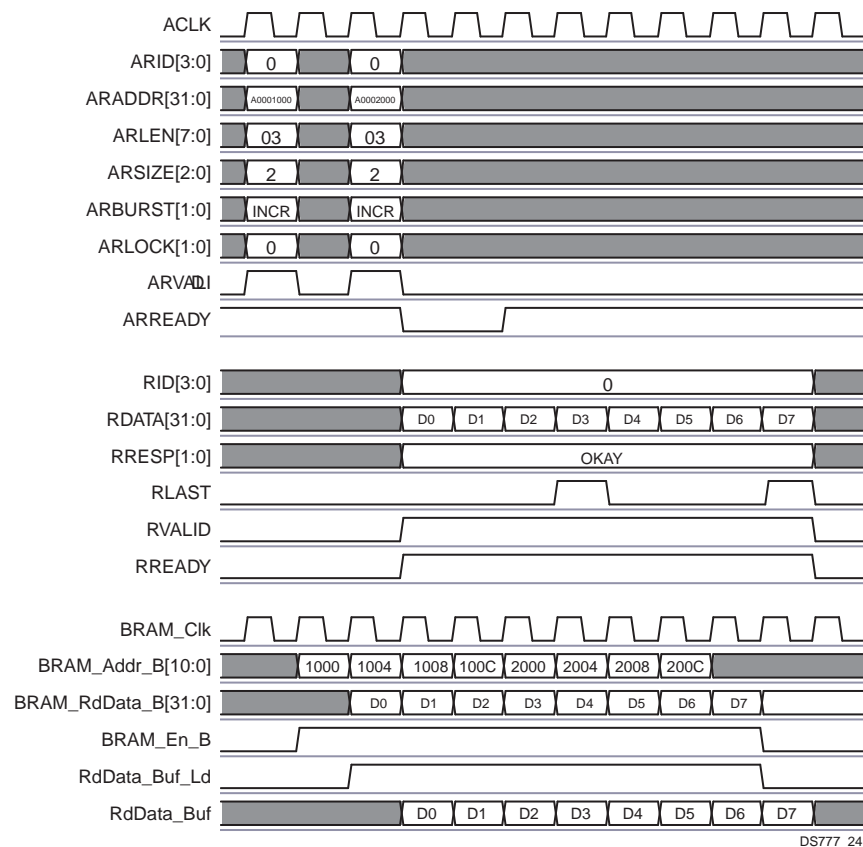 ACLK
ARID[3:0] 0 0
ARADDR[31:0] A0001000 A0002000
ARLEN[7:0] 03 03
ARSIZE[2:0] 2 2
ARBURST[1:0] INCR INCR
ARLOCK[1:0] 0 0
ARVALDI
ARREADY
RID[3:0] 0
RDATA[31:0] D0 D1 D2 D3 D4 D5 D6 D7
RRESP[1:0] OKAY
RLAST
RVALID
RREADY
BRAM_Clk
BRAM_Addr_B[10:0] 1000 1004 1008 100C 2000 2004 2008 200C
BRAM_RdData_B[31:0] D0 D1 D2 D3 D4 D5 D6 D7
BRAM_En_B
RdData_Buf_Ld
RdData_Buf D0 D1 D2 D3 D4 D5 D6 D7
DS777_24